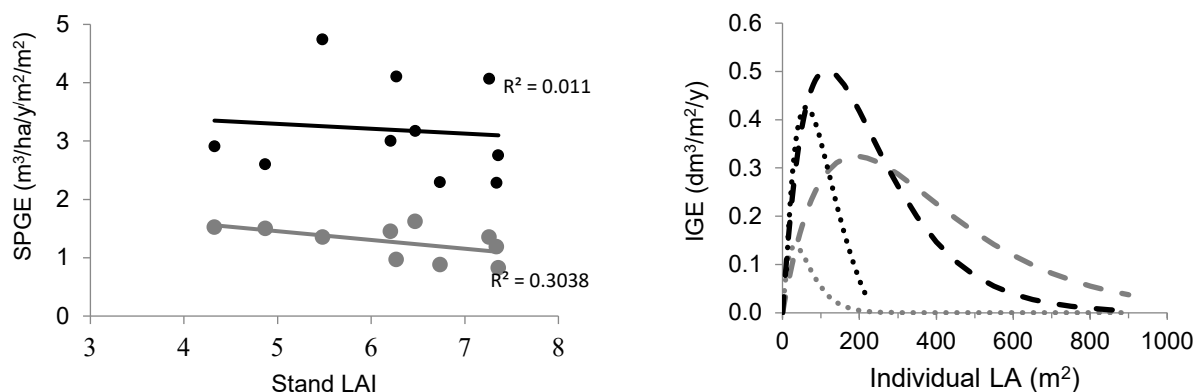 SPGE (m³/ha/y/m²/m²)
5
4
3
2
1
0
R² = 0.011
R² = 0.3038
3 4 5 6 7 8
Stand LAI
IGE (dm³/m²/y)
0.6
0.5
0.4
0.3
0.2
0.1
0.0
0 200 400 600 800 1000
Individual LA (m²)